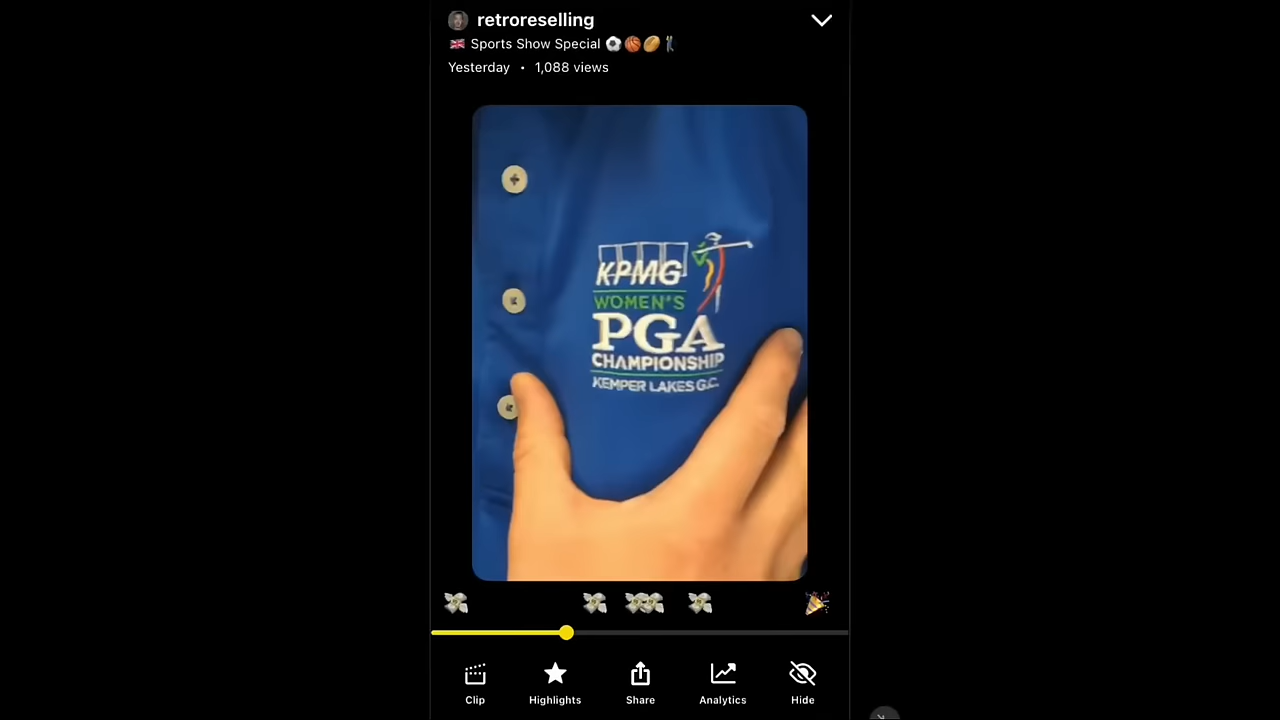 retroreselling
🇬🇧 Sports Show Special ⚽🏀🏉🏌
Yesterday • 1,088 views
KPMG
WOMEN'S
PGA
CHAMPIONSHIP
KEMPER LAKES G.C.
Clip
Highlights
Share
Analytics
Hide